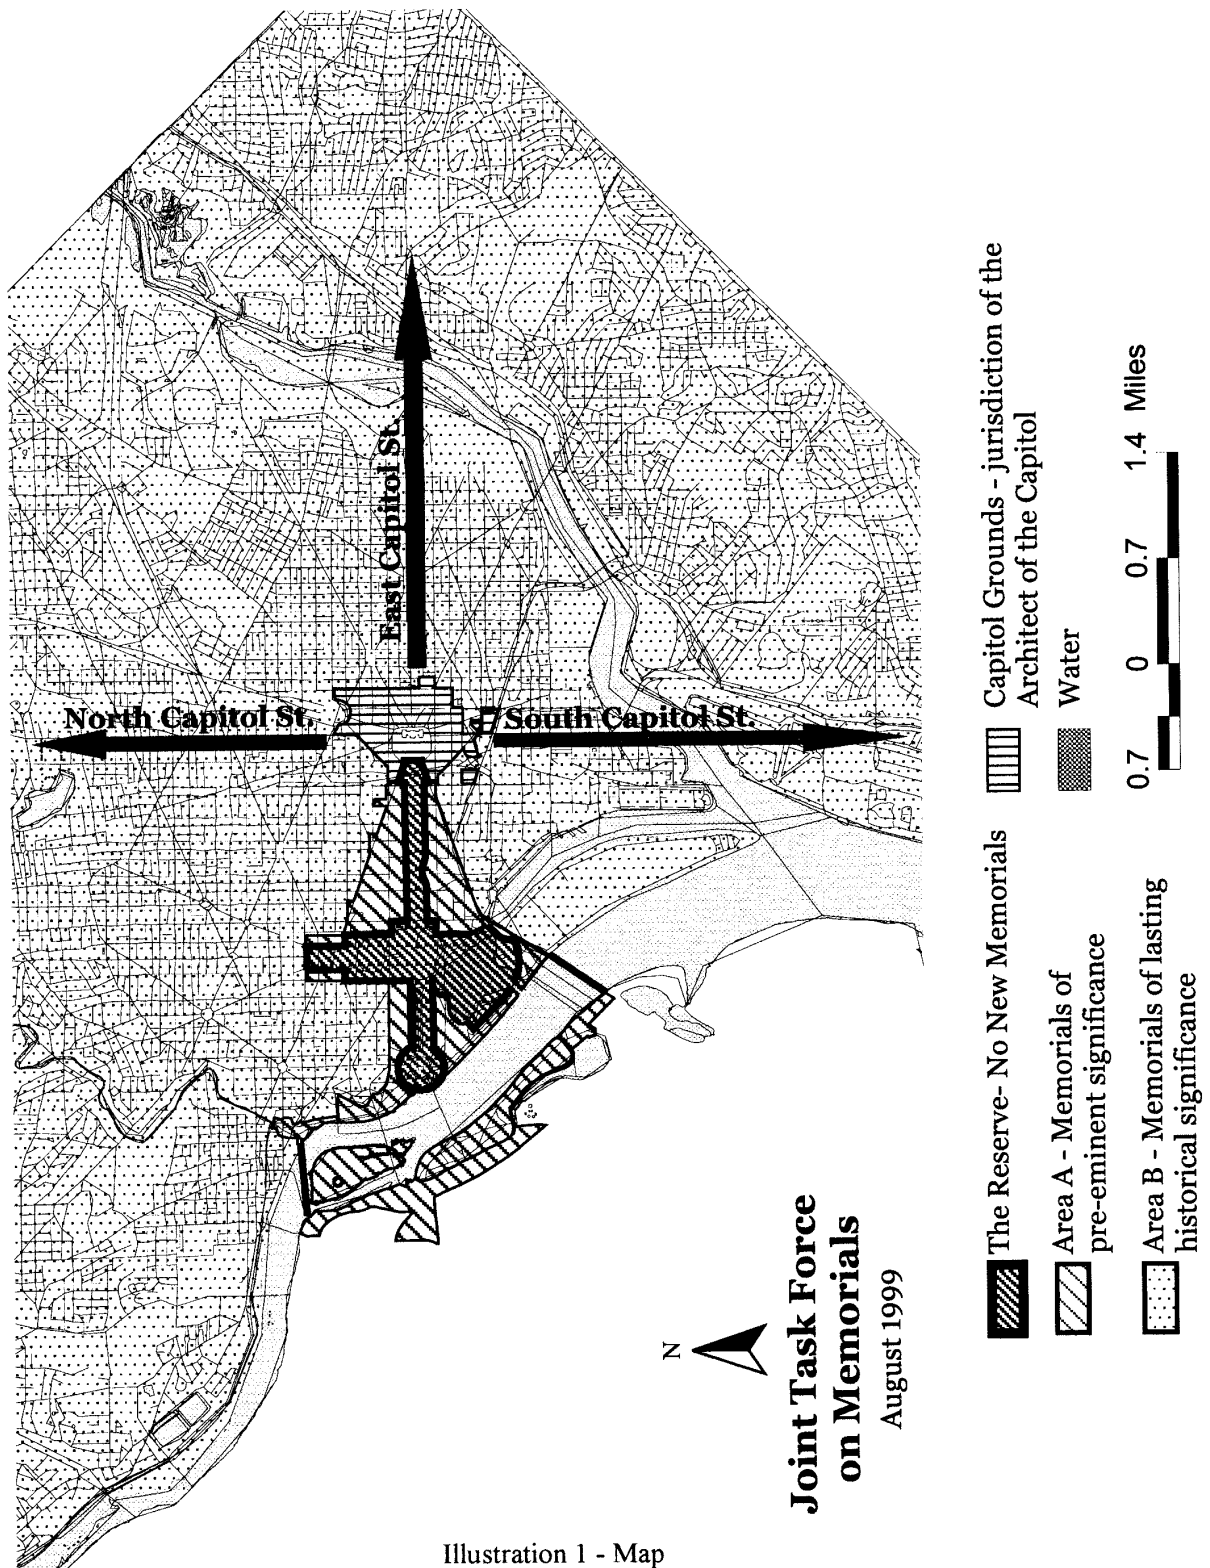 North Capitol St.
East Capitol St.
South Capitol St.
N
Joint Task Force
on Memorials
August 1999
The Reserve- No New Memorials
Area A - Memorials of
pre-eminent significance
Area B - Memorials of lasting
historical significance
Capitol Grounds - jurisdiction of the
Architect of the Capitol
Water
0.7 0 0.7 1.4 Miles
Illustration 1 - Map